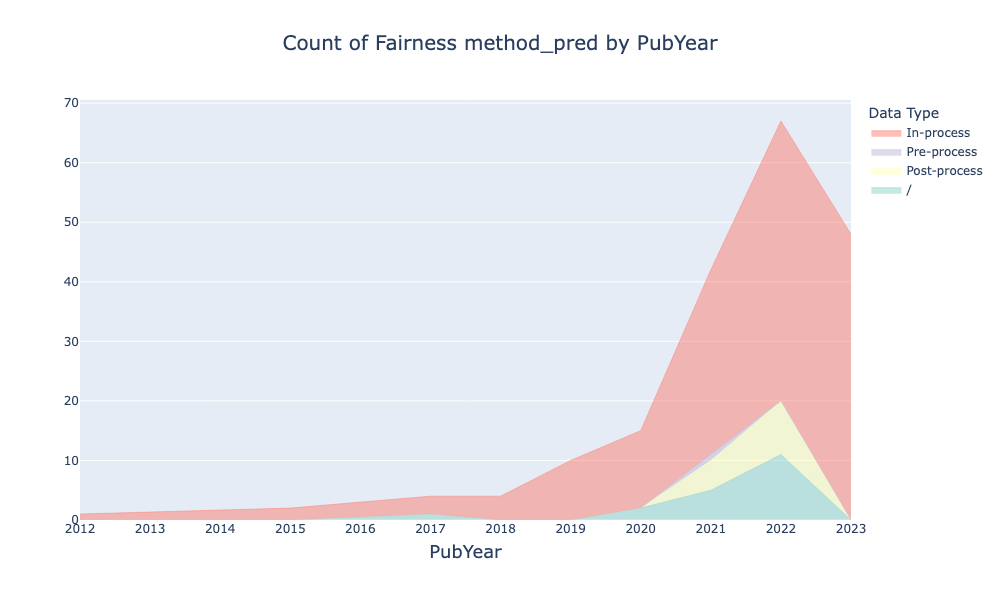 Count of Fairness method_pred by PubYear
Data Type
In-process
Pre-process
Post-process
/
70
60
50
40
30
20
10
0
2012 2013 2014 2015 2016 2017 2018 2019 2020 2021 2022 2023
PubYear